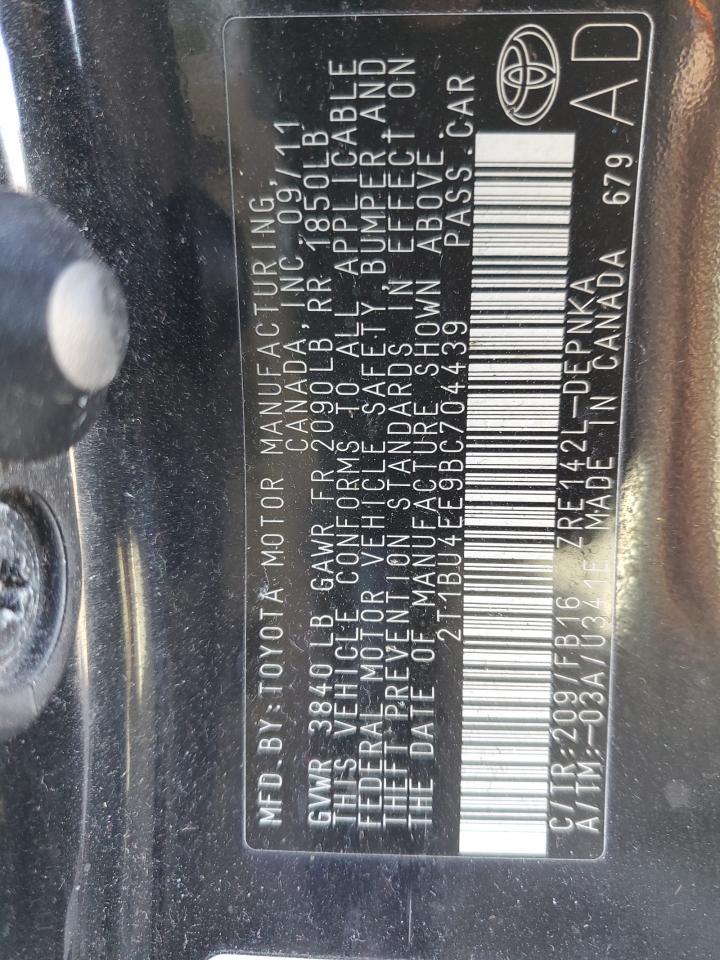 MFD.BY:TOYOTA MOTOR MANUFACTURING,
CANADA, INC 09/11
GVWR 3840LB GAWR FR 2090LB, RR 1850LB
THIS VEHICLE CONFORMS TO ALL APPLICABLE
FEDERAL MOTOR VEHICLE SAFETY, BUMPER, AND
THEFT PREVENTION STANDARDS IN EFFECT ON
THE DATE OF MANUFACTURE SHOWN ABOVE.
2T1BU4EE9BC704439 PASS.CAR
C/TR:209/FB16 ZRE142L-DEPNKA
A/TM:-03A/U341E MADE IN CANADA 679
AD